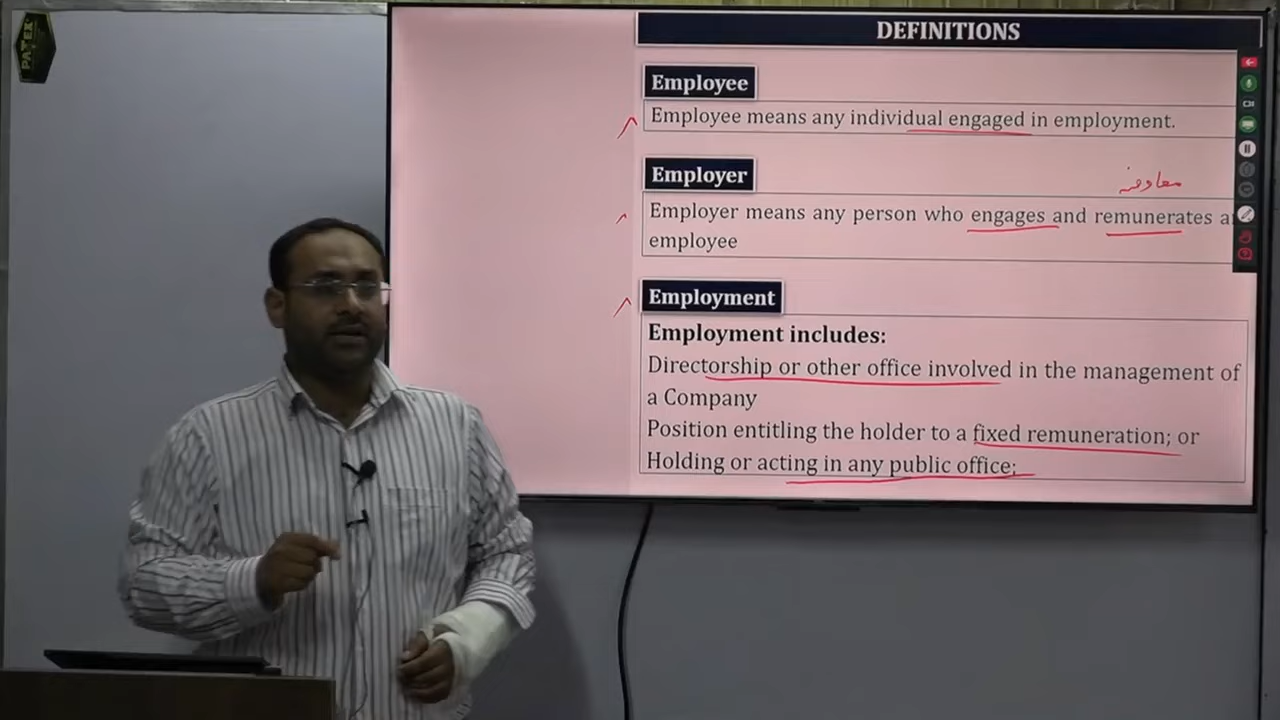 PATEK
DEFINITIONS
Employee
Employee means any individual engaged in employment.
Employer
معاوضہ
Employer means any person who engages and remunerates a
employee
Employment
Employment includes:
Directorship or other office involved in the management of
a Company
Position entitling the holder to a fixed remuneration; or
Holding or acting in any public office;